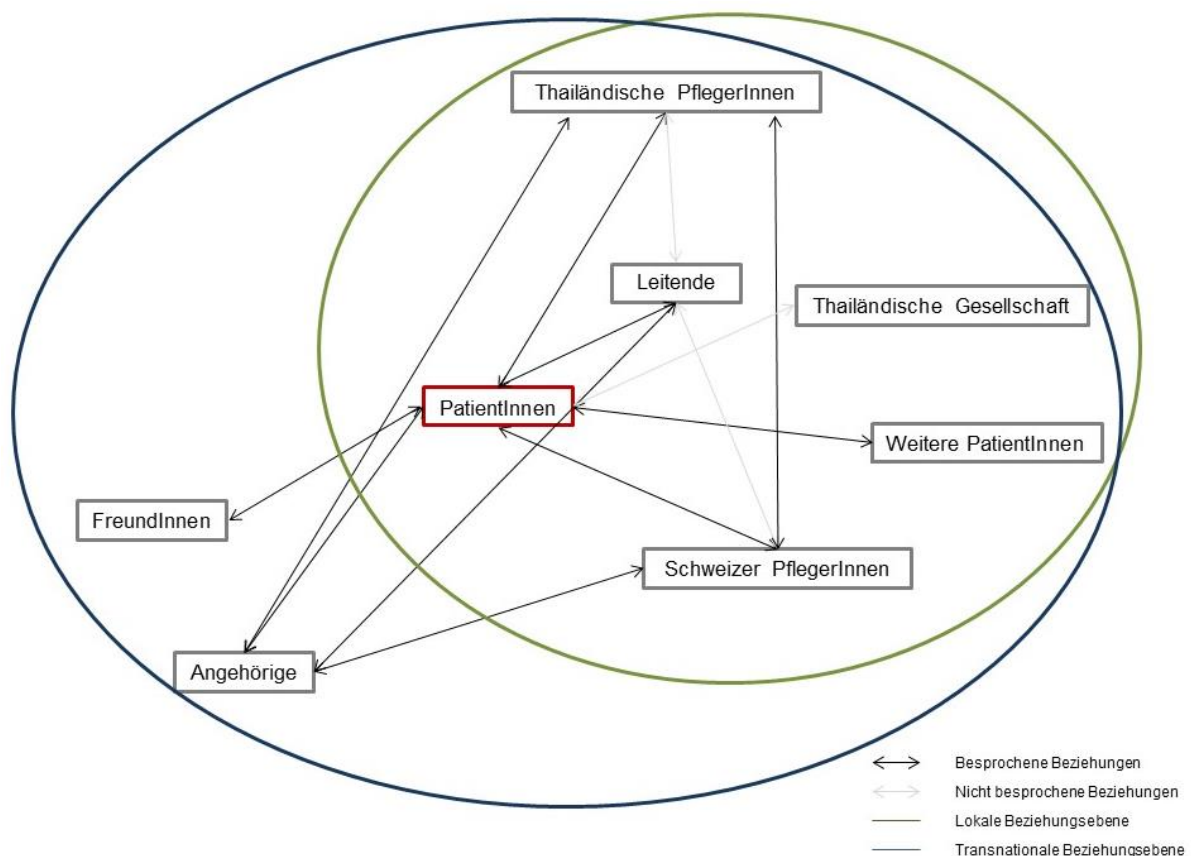 Thailändische PflegerInnen
Leitende
Thailändische Gesellschaft
PatientInnen
Weitere PatientInnen
FreundInnen
Schweizer PflegerInnen
Angehörige
Besprochene Beziehungen
Nicht besprochene Beziehungen
Lokale Beziehungsebene
Transnationale Beziehungsebene